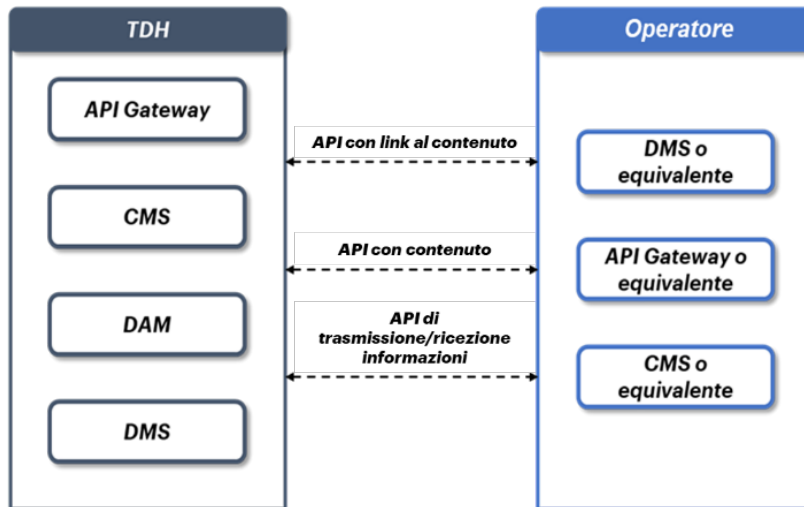 TDH
API Gateway
CMS
DAM
DMS
API con link al contenuto
API con contenuto
API di
trasmissione/ricezione
informazioni
Operatore
DMS o
equivalente
API Gateway o
equivalente
CMS o
equivalente